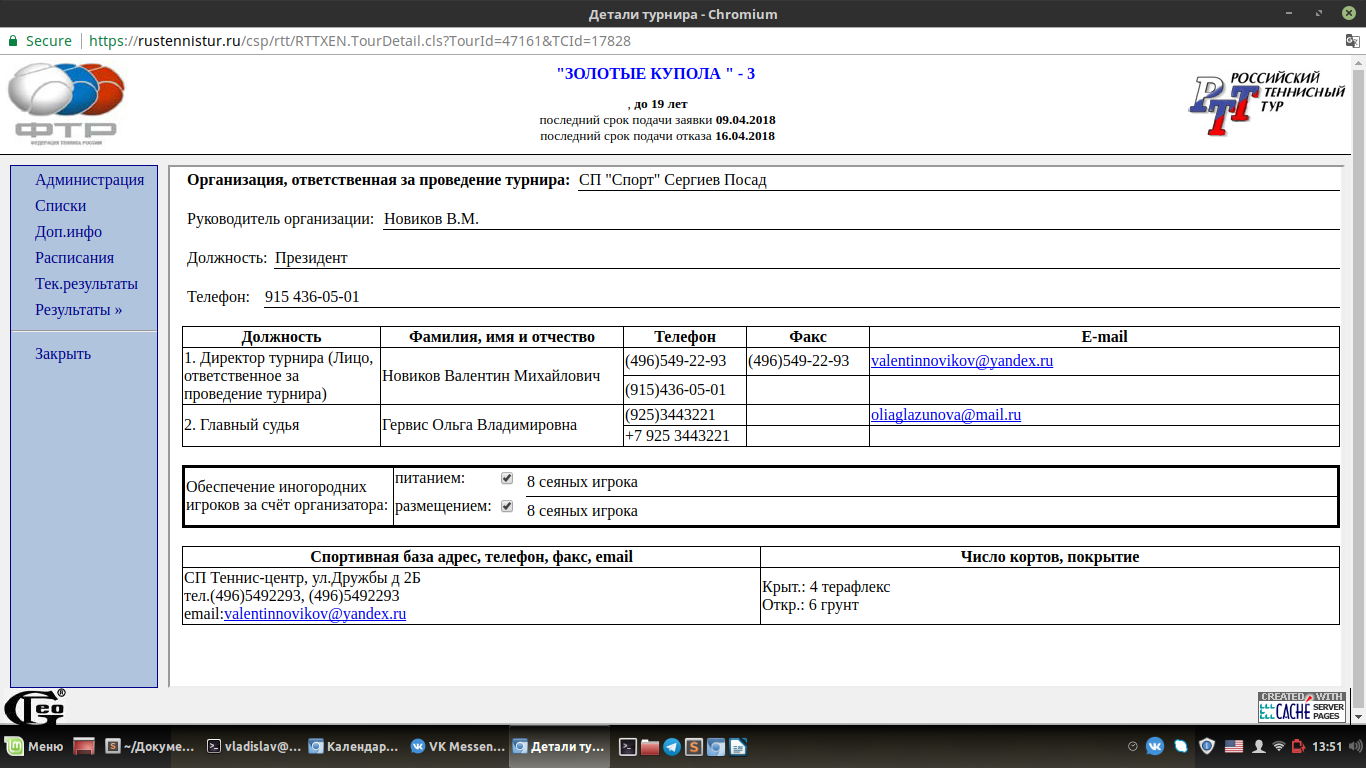 Детали турнира - Chromium
Secure https://rustennistur.ru/csp/rtt/RTTXEN.TourDetail.cls?TourId=47161&TCId=17828
ФТР
ФЕДЕРАЦИЯ ТЕННИСА РОССИИ
"ЗОЛОТЫЕ КУПОЛА " - 3
, до 19 лет
последний срок подачи заявки 09.04.2018
последний срок подачи отказа 16.04.2018
РТТ
РОССИЙСКИЙ
ТЕННИСНЫЙ
ТУР
Администрация
Списки
Доп.инфо
Расписания
Тек.результаты
Результаты »
Закрыть
Организация, ответственная за проведение турнира: СП "Спорт" Сергиев Посад
Руководитель организации: Новиков В.М.
Должность: Президент
Телефон: 915 436-05-01
Должность Фамилия, имя и отчество Телефон Факс E-mail
1. Директор турнира (Лицо,
ответственное за
проведение турнира)
Новиков Валентин Михайлович
(496)549-22-93 (496)549-22-93 valentinnovikov@yandex.ru
(915)436-05-01
2. Главный судья
Гервис Ольга Владимировна
(925)3443221 oliaglazunova@mail.ru
+7 925 3443221
Обеспечение иногородних
игроков за счёт организатора:
питанием: 8 сеяных игрока
размещением: 8 сеяных игрока
Спортивная база адрес, телефон, факс, email Число кортов, покрытие
СП Теннис-центр, ул.Дружбы д 2Б
тел.(496)5492293, (496)5492293
email:valentinnovikov@yandex.ru
Крыт.: 4 терафлекс
Откр.: 6 грунт
Geo ®
CREATED WITH
CACHÉ SERVER
PAGES
Меню ~/Докуме... vladislav@... Календар... VK Messen... Детали ту... 13:51